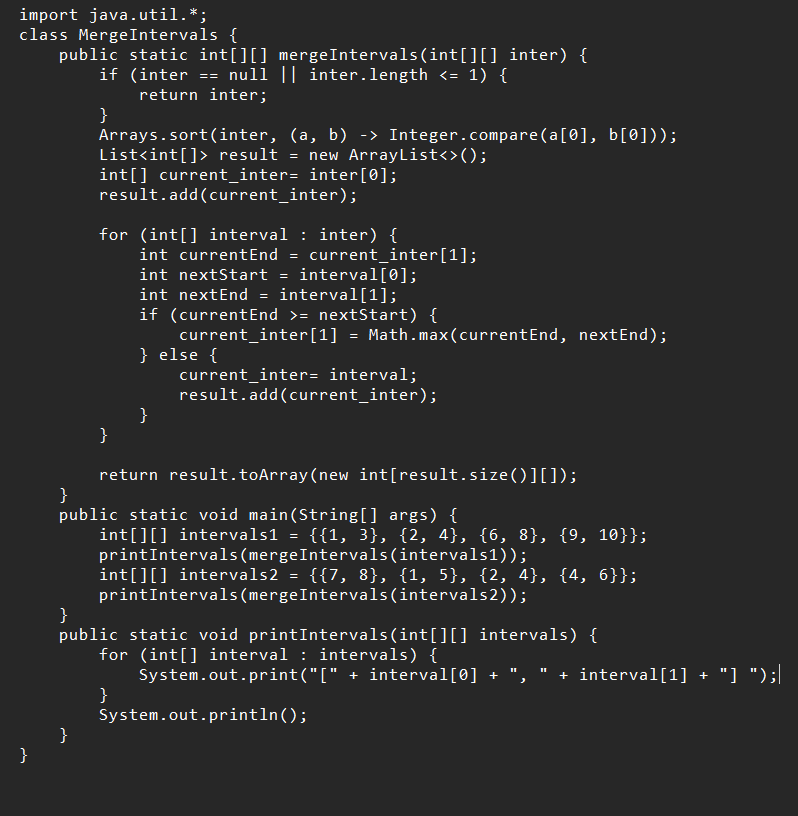 import java.util.*;
class MergeIntervals {
    public static int[][] mergeIntervals(int[][] inter) {
        if (inter == null || inter.length <= 1) {
            return inter;
        }
        Arrays.sort(inter, (a, b) -> Integer.compare(a[0], b[0]));
        List<int[]> result = new ArrayList<>();
        int[] current_inter= inter[0];
        result.add(current_inter);

        for (int[] interval : inter) {
            int currentEnd = current_inter[1];
            int nextStart = interval[0];
            int nextEnd = interval[1];
            if (currentEnd >= nextStart) {
                current_inter[1] = Math.max(currentEnd, nextEnd);
            } else {
                current_inter= interval;
                result.add(current_inter);
            }
        }

        return result.toArray(new int[result.size()][]);
    }
    public static void main(String[] args) {
        int[][] intervals1 = {{1, 3}, {2, 4}, {6, 8}, {9, 10}};
        printIntervals(mergeIntervals(intervals1));
        int[][] intervals2 = {{7, 8}, {1, 5}, {2, 4}, {4, 6}};
        printIntervals(mergeIntervals(intervals2));
    }
    public static void printIntervals(int[][] intervals) {
        for (int[] interval : intervals) {
            System.out.print("[" + interval[0] + ", " + interval[1] + "] ");
        }
        System.out.println();
    }
}